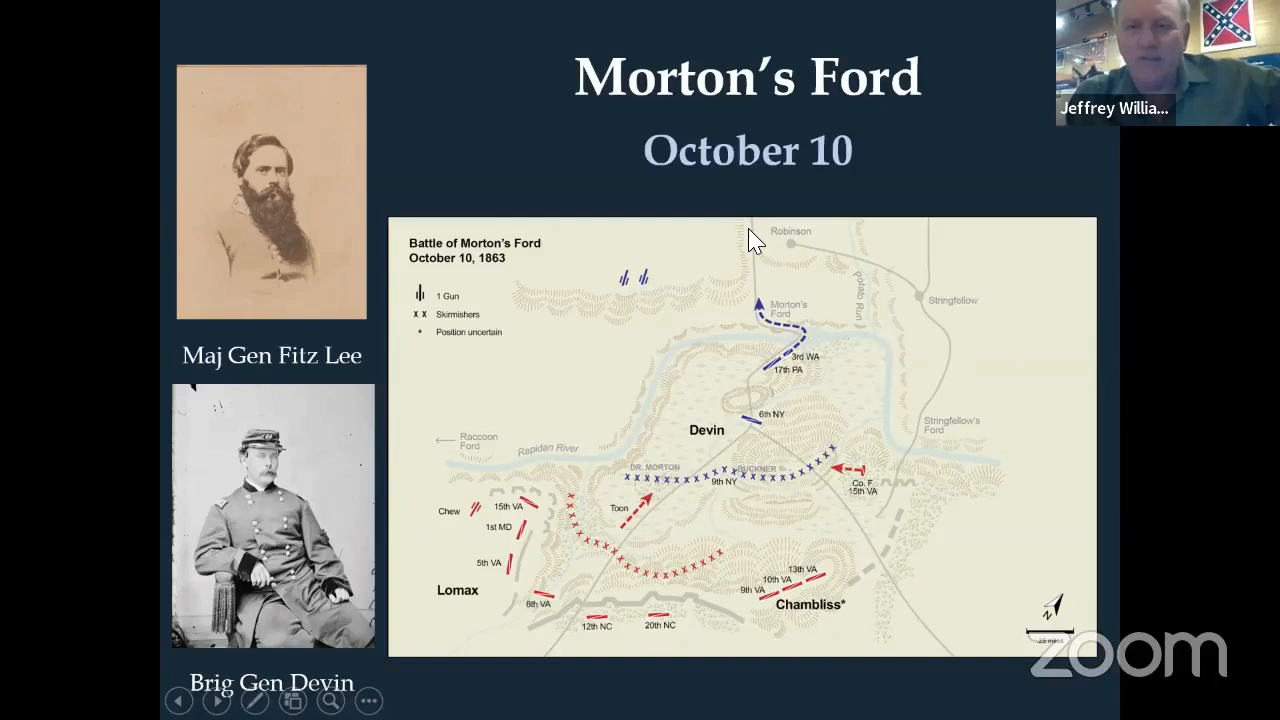 Morton's Ford
October 10
Jeffrey Willia...
Maj Gen Fitz Lee
Brig Gen Devin
Battle of Morton's Ford
October 10, 1863
1 Gun
x x Skirmishers
* Position uncertain
Robinson
Stringfellow
Potato Run
Morton's
Ford
3rd WA
17th PA
6th NY
Devin
Stringfellow's
Ford
Raccoon
Ford
Rapidan River
DR. MORTON
BUCKNER
9th NY
Co. F
15th VA
Toon
Chew
15th VA
1st MD
5th VA
Lomax
6th VA
12th NC
20th NC
13th VA
10th VA
9th VA
Chambliss*
N
zoom